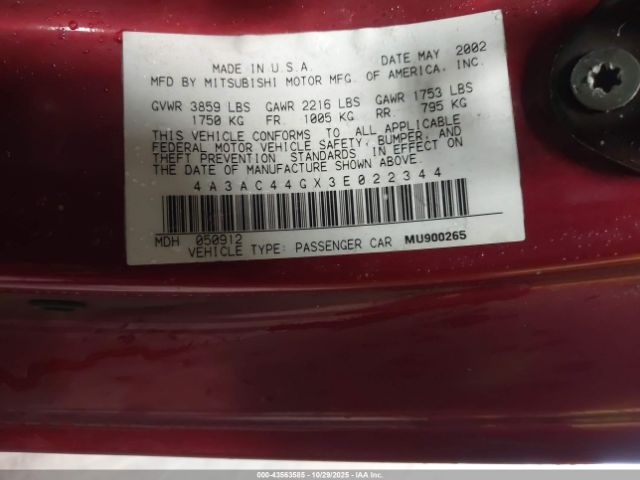 MADE IN U.S.A. DATE MAY 2002
MFD BY MITSUBISHI MOTOR MFG. OF AMERICA, INC.
GVWR 3859 LBS GAWR 2216 LBS GAWR 1753 LBS
1750 KG FR. 1005 KG RR. 795 KG
THIS VEHICLE CONFORMS TO ALL APPLICABLE
FEDERAL MOTOR VEHICLE SAFETY, BUMPER, AND
THEFT PREVENTION STANDARDS IN EFFECT ON
THE DATE OF MANUFACTURE SHOWN ABOVE.
4A3AC44GX3E022344
MDH 050912
VEHICLE TYPE: PASSENGER CAR MU900265
000-43563585 | 10/29/2025 | IAA, Inc.